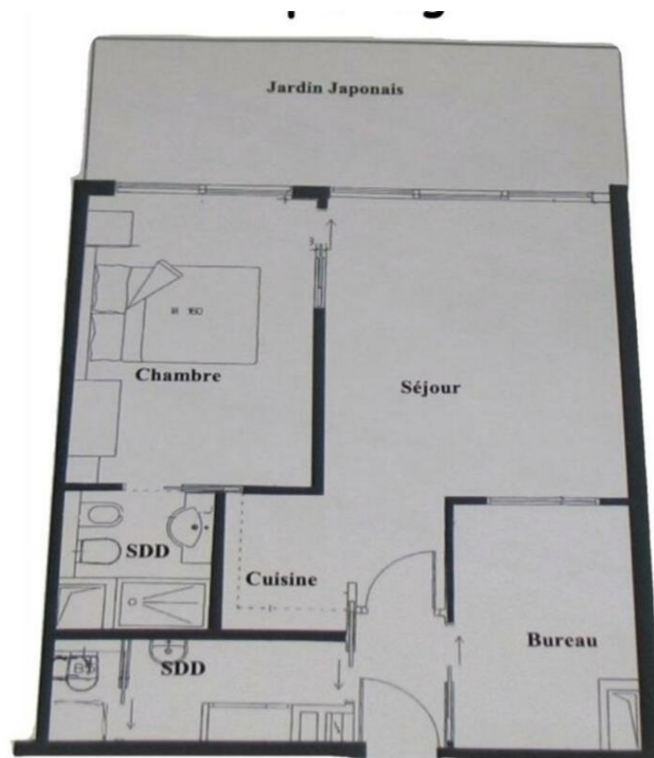 Jardin Japonais
Chambre
Séjour
SDD
Cuisine
Bureau
SDD